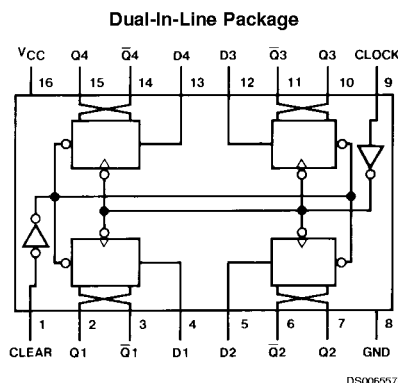 Dual-In-Line Package
VCC Q4 Q̅4 D4 D3 Q̅3 Q3 CLOCK
16 15 14 13 12 11 10 9
1 2 3 4 5 6 7 8
CLEAR Q1 Q̅1 D1 D2 Q̅2 Q2 GND
DS006557